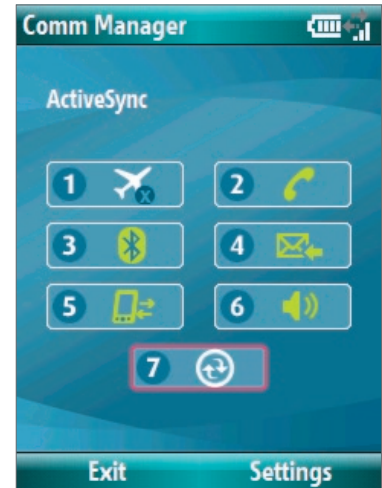 Comm Manager
ActiveSync
1 2
3 4
5 6
7
Exit Settings